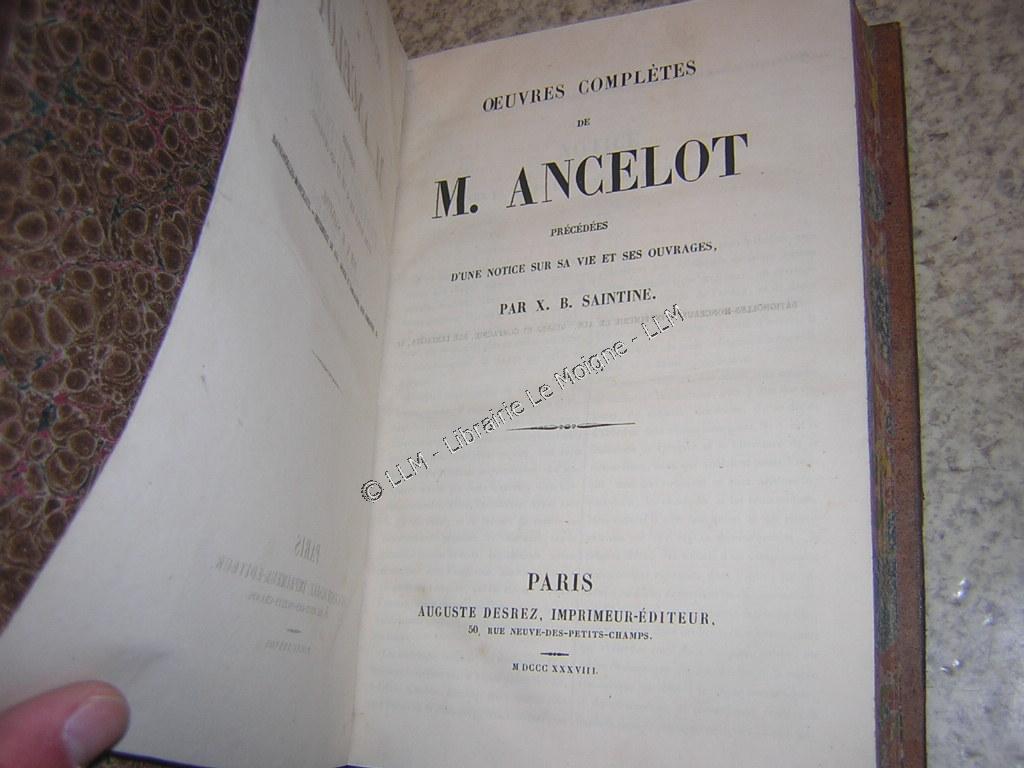 OEUVRES COMPLÈTES
DE
M. ANCELOT
PRÉCÉDÉES
D'UNE NOTICE SUR SA VIE ET SES OUVRAGES,
PAR X. B. SAINTINE.
© LLM - Librairie Le Moigne - LLM
PARIS
AUGUSTE DESREZ, IMPRIMEUR-ÉDITEUR,
50, RUE NEUVE-DES-PETITS-CHAMPS.
M DCCC XXXVIII.